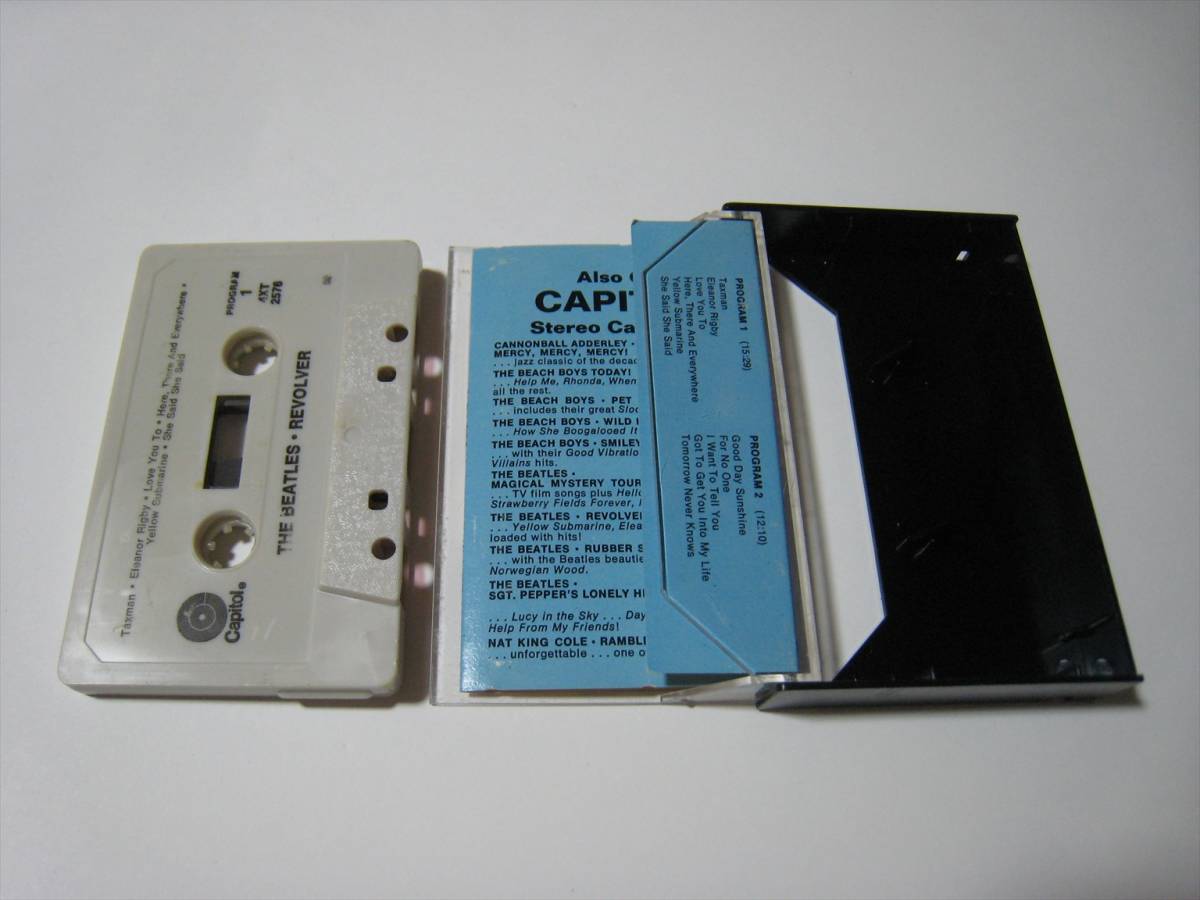 PROGRAM
1
4XT
2576
THE BEATLES • REVOLVER
Taxman • Eleanor Rigby • Love You To • Here, There And Everywhere •
Yellow Submarine • She Said She Said
Capitol®
Also
CAPI
Stereo Ca
CANNONBALL ADDERLEY •
MERCY, MERCY, MERCY!
. . . jazz classic of the decad
THE BEACH BOYS TODAY!
. . . Help Me, Rhonda, When
all the rest.
THE BEACH BOYS • PET
. . . includes their great Sloo
THE BEACH BOYS • WILD
. . . How She Boogalooed It
THE BEACH BOYS • SMILEY
. . . with their Good Vibratio
Villains hits.
THE BEATLES •
MAGICAL MYSTERY TOUR
. . . TV film songs plus Hello
Strawberry Fields Forever,
THE BEATLES • REVOLVE
. . . Yellow Submarine, Elea
loaded with hits!
THE BEATLES • RUBBER S
. . . with the Beatles beautie
Norwegian Wood.
THE BEATLES •
SGT. PEPPER'S LONELY H
. . . Lucy in the Sky . . . Day
Help From My Friends!
NAT KING COLE • RAMBL
. . . unforgettable . . . one o
PROGRAM 1 (15:29)
Taxman
Eleanor Rigby
Love You To
Here, There And Everywhere
Yellow Submarine
She Said She Said
PROGRAM 2 (12:10)
Good Day Sunshine
For No One
I Want To Tell You
Got To Get You Into My Life
Tomorrow Never Knows